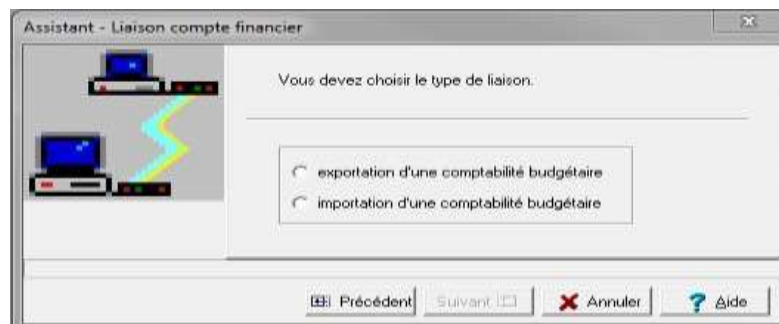 Assistant - Liaison compte financier
Vous devez choisir le type de liaison.
exportation d'une comptabilité budgétaire
importation d'une comptabilité budgétaire
Précédent Suivant Annuler Aide